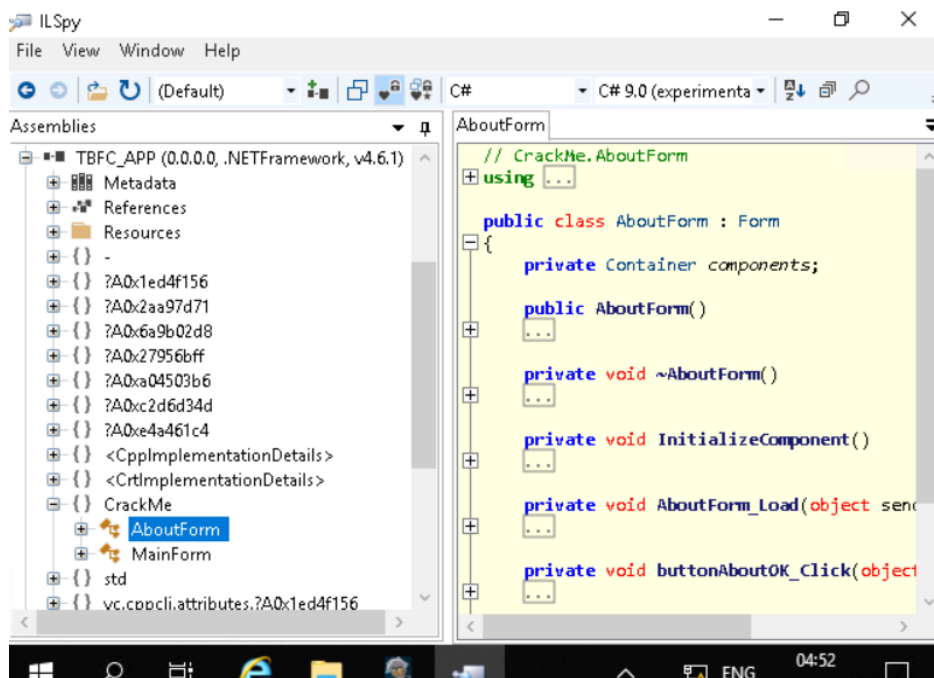 ILSpy
File View Window Help
(Default) C# C# 9.0 (experimenta
Assemblies
TBFC_APP (0.0.0.0, .NETFramework, v4.6.1)
Metadata
References
Resources
{ } -
{ } ?A0x1ed4f156
{ } ?A0x2aa97d71
{ } ?A0x6a9b02d8
{ } ?A0x27956bff
{ } ?A0xa04503b6
{ } ?A0xc2d6d34d
{ } ?A0xe4a461c4
{ } <CppImplementationDetails>
{ } <CrtImplementationDetails>
{ } CrackMe
AboutForm
MainForm
{ } std
{ } vc.cppcli.attributes.?A0x1ed4f156
AboutForm
// CrackMe.AboutForm
using ...
public class AboutForm : Form
{
private Container components;
public AboutForm()
...
private void ~AboutForm()
...
private void InitializeComponent()
...
private void AboutForm_Load(object send
...
private void buttonAboutOK_Click(object
...
ENG
04:52